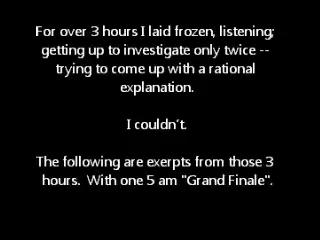 For over 3 hours I laid frozen, listening;
getting up to investigate only twice --
trying to come up with a rational
explanation.
I couldn't.
The following are exerpts from those 3
hours. With one 5 am "Grand Finale".